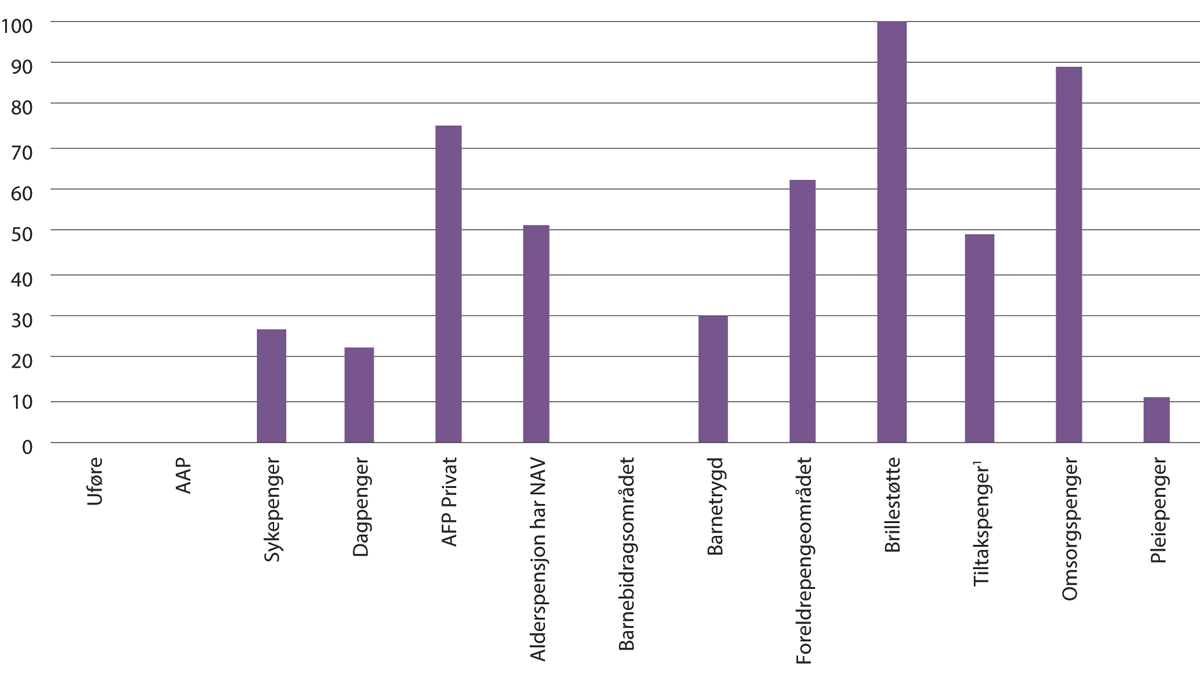 100
90
80
70
60
50
40
30
20
10
0
Uføre
AAP
Sykepenger
Dagpenger
AFP Privat
Alderspensjon har NAV
Barnebidragsområdet
Barnetrygd
Foreldrepengeområdet
Brillestøtte
Tiltakspenger¹
Omsorgspenger
Pleiepenger